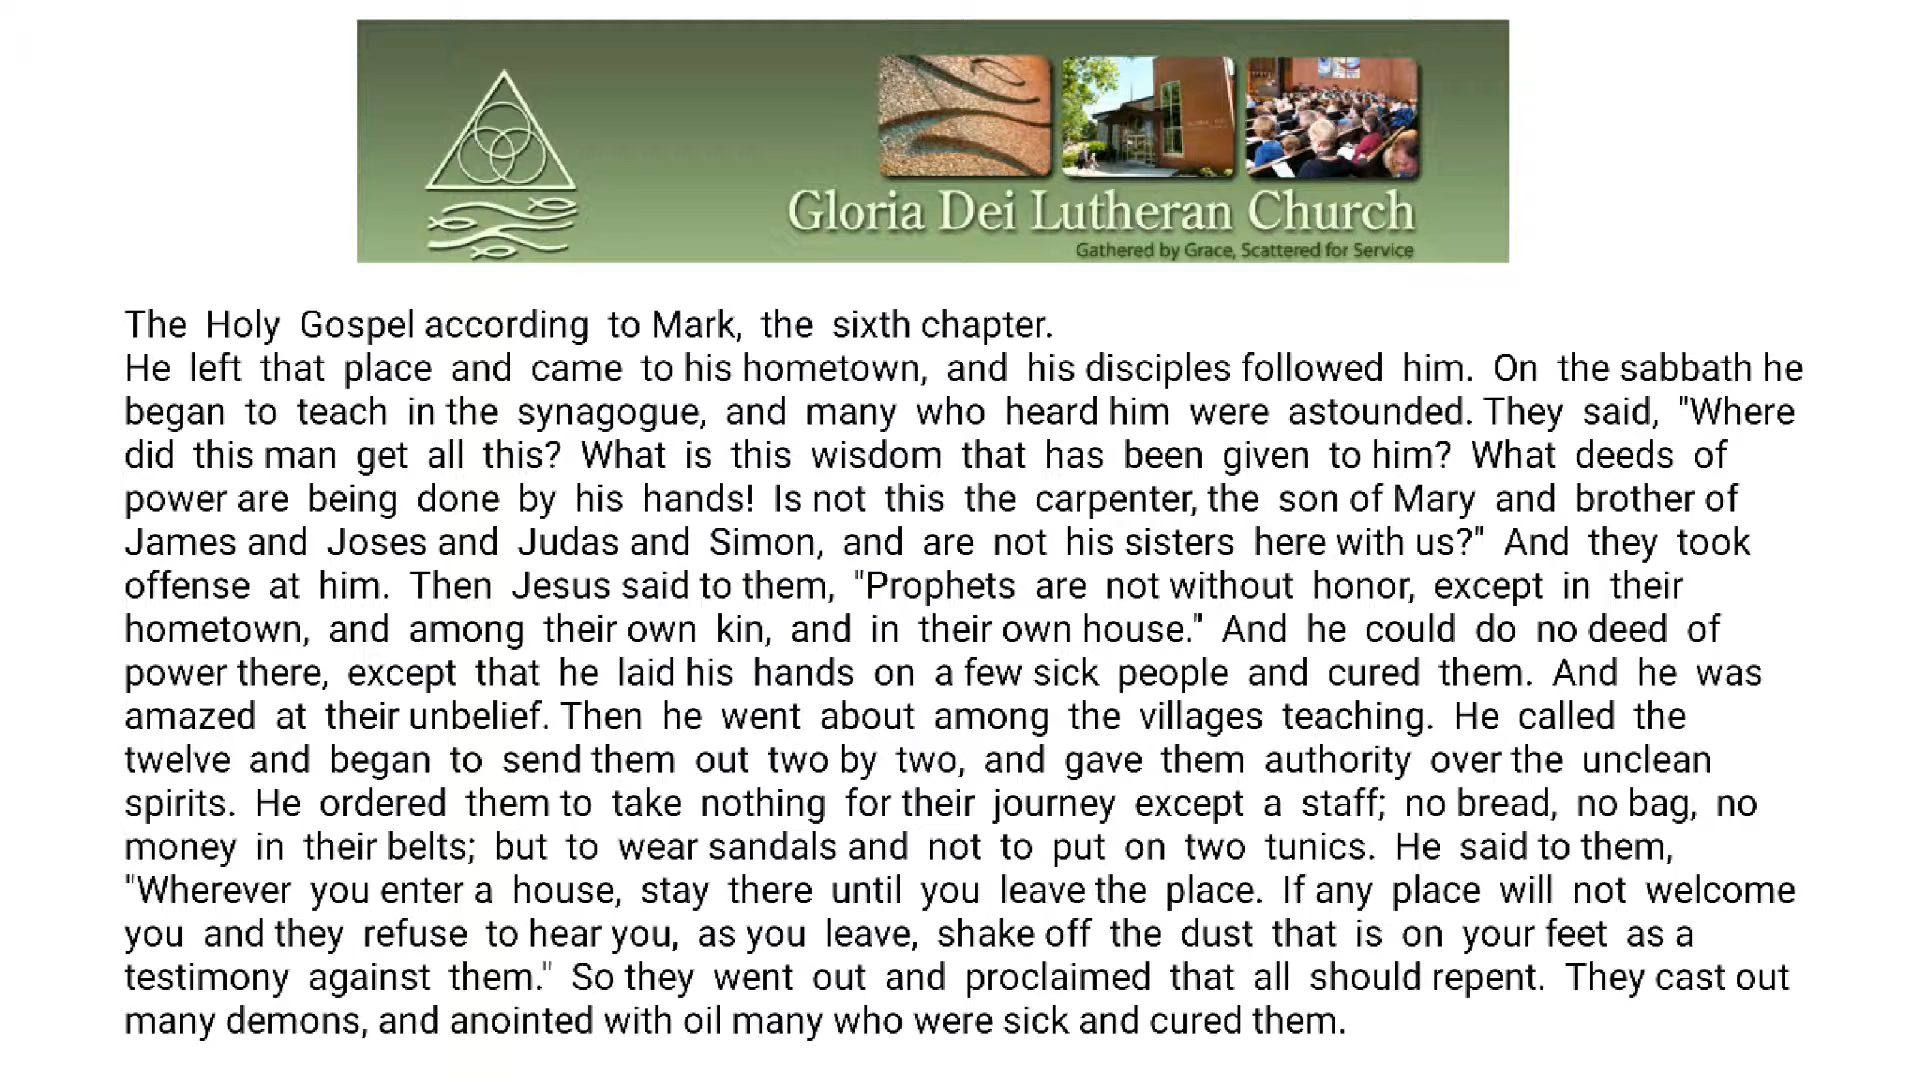 Gloria Dei Lutheran Church
Gathered by Grace, Scattered for Service
The Holy Gospel according to Mark, the sixth chapter.
He left that place and came to his hometown, and his disciples followed him. On the sabbath he
began to teach in the synagogue, and many who heard him were astounded. They said, "Where
did this man get all this? What is this wisdom that has been given to him? What deeds of
power are being done by his hands! Is not this the carpenter, the son of Mary and brother of
James and Joses and Judas and Simon, and are not his sisters here with us?" And they took
offense at him. Then Jesus said to them, "Prophets are not without honor, except in their
hometown, and among their own kin, and in their own house." And he could do no deed of
power there, except that he laid his hands on a few sick people and cured them. And he was
amazed at their unbelief. Then he went about among the villages teaching. He called the
twelve and began to send them out two by two, and gave them authority over the unclean
spirits. He ordered them to take nothing for their journey except a staff; no bread, no bag, no
money in their belts; but to wear sandals and not to put on two tunics. He said to them,
"Wherever you enter a house, stay there until you leave the place. If any place will not welcome
you and they refuse to hear you, as you leave, shake off the dust that is on your feet as a
testimony against them." So they went out and proclaimed that all should repent. They cast out
many demons, and anointed with oil many who were sick and cured them.